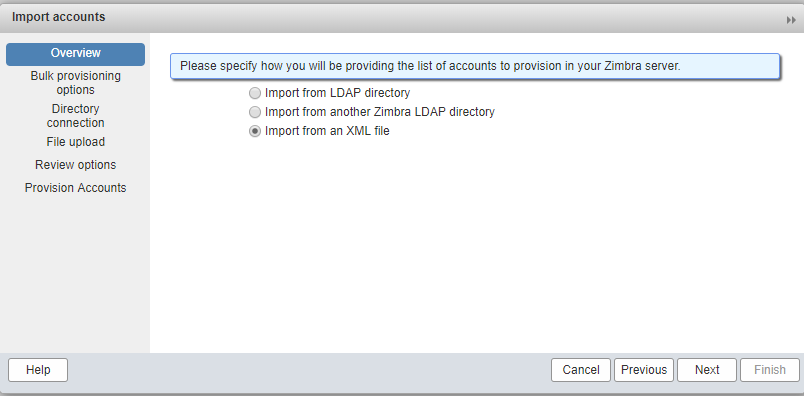 Import accounts
Overview
Bulk provisioning
options
Directory
connection
File upload
Review options
Provision Accounts
Please specify how you will be providing the list of accounts to provision in your Zimbra server.
Import from LDAP directory
Import from another Zimbra LDAP directory
Import from an XML file
Help
Cancel
Previous
Next
Finish